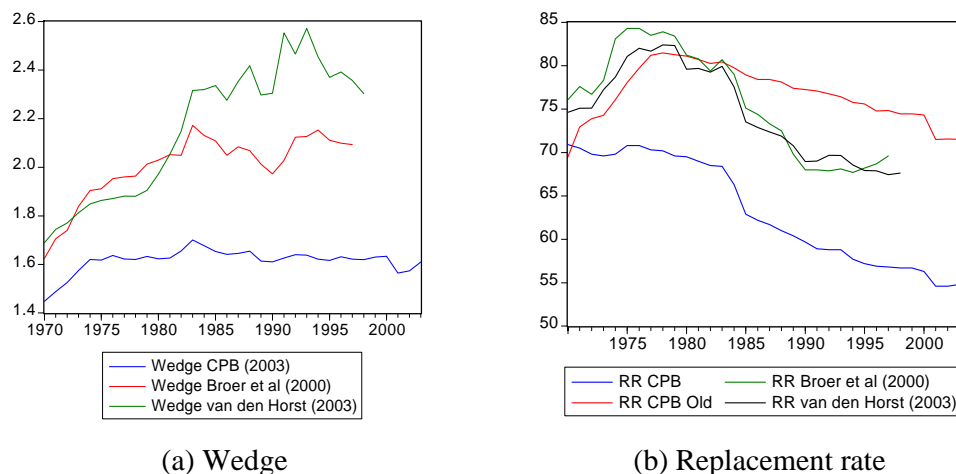 2.6
2.4
2.2
2.0
1.8
1.6
1.4
1970 1975 1980 1985 1990 1995 2000
Wedge CPB (2003)
Wedge Broer et al (2000)
Wedge van den Horst (2003)
(a) Wedge
85
80
75
70
65
60
55
50
1975 1980 1985 1990 1995 2000
RR CPB RR Broer et al (2000)
RR CPB Old RR van den Horst (2003)
(b) Replacement rate